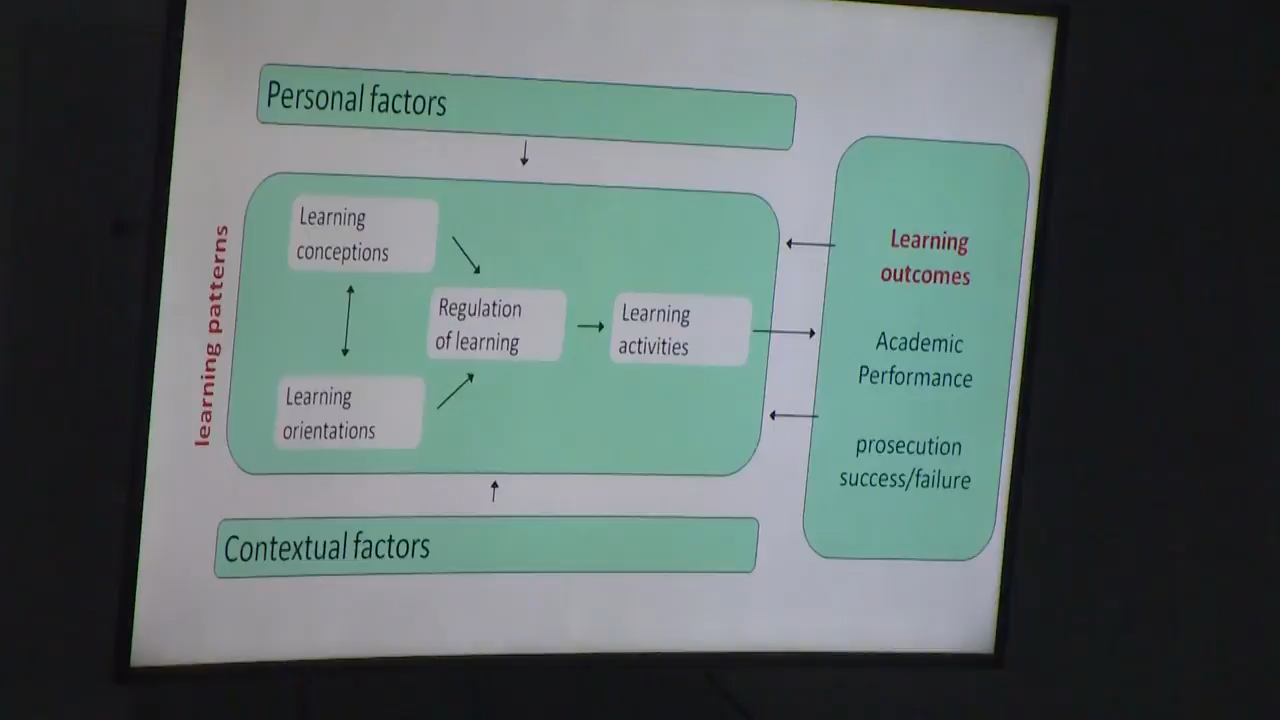 Personal factors
learning patterns
Learning
conceptions
Regulation
of learning
Learning
activities
Learning
orientations
Contextual factors
Learning
outcomes
Academic
Performance
prosecution
success/failure